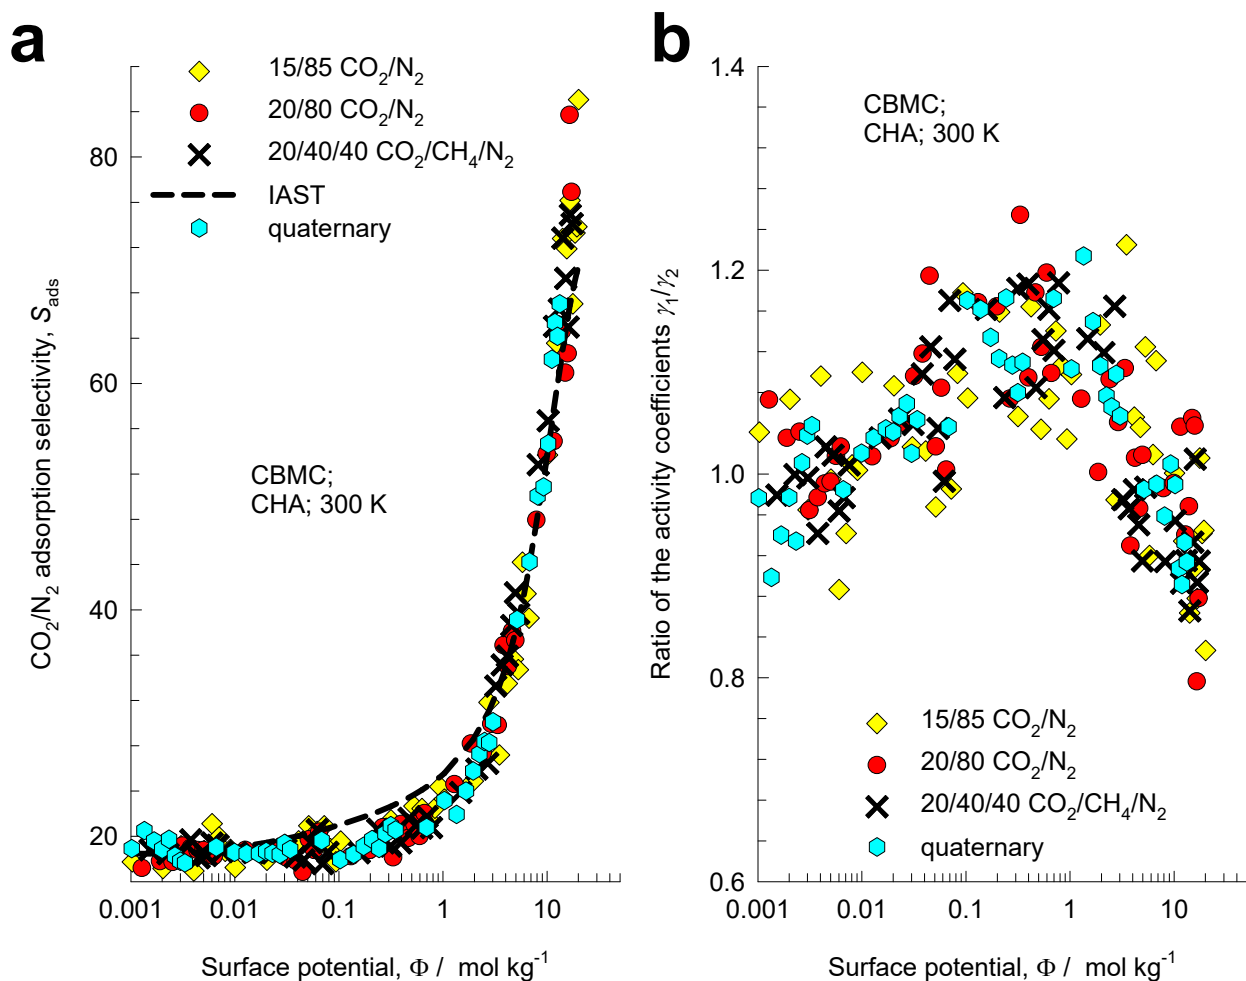 a
15/85 CO₂/N₂
20/80 CO₂/N₂
20/40/40 CO₂/CH₄/N₂
IAST
quaternary
CBMC;
CHA; 300 K
CO₂/N₂ adsorption selectivity, S_ads
80
60
40
20
0.001 0.01 0.1 1 10
Surface potential, Φ / mol kg⁻¹
b
CBMC;
CHA; 300 K
Ratio of the activity coefficients γ₁/γ₂
1.4
1.2
1.0
0.8
0.6
15/85 CO₂/N₂
20/80 CO₂/N₂
20/40/40 CO₂/CH₄/N₂
quaternary
0.001 0.01 0.1 1 10
Surface potential, Φ / mol kg⁻¹